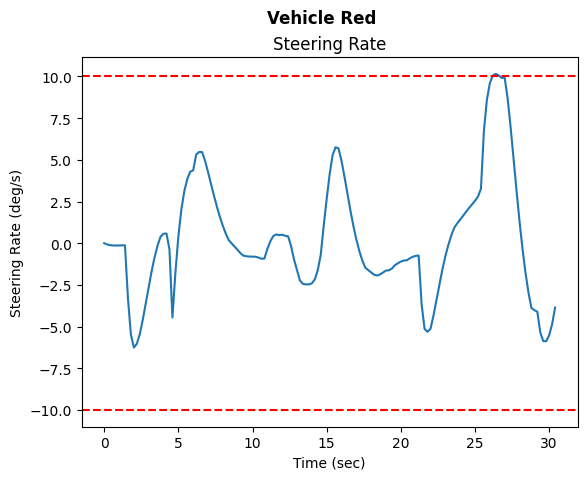 Vehicle Red
Steering Rate
10.0
7.5
5.0
2.5
0.0
−2.5
−5.0
−7.5
−10.0
Steering Rate (deg/s)
0 5 10 15 20 25 30
Time (sec)